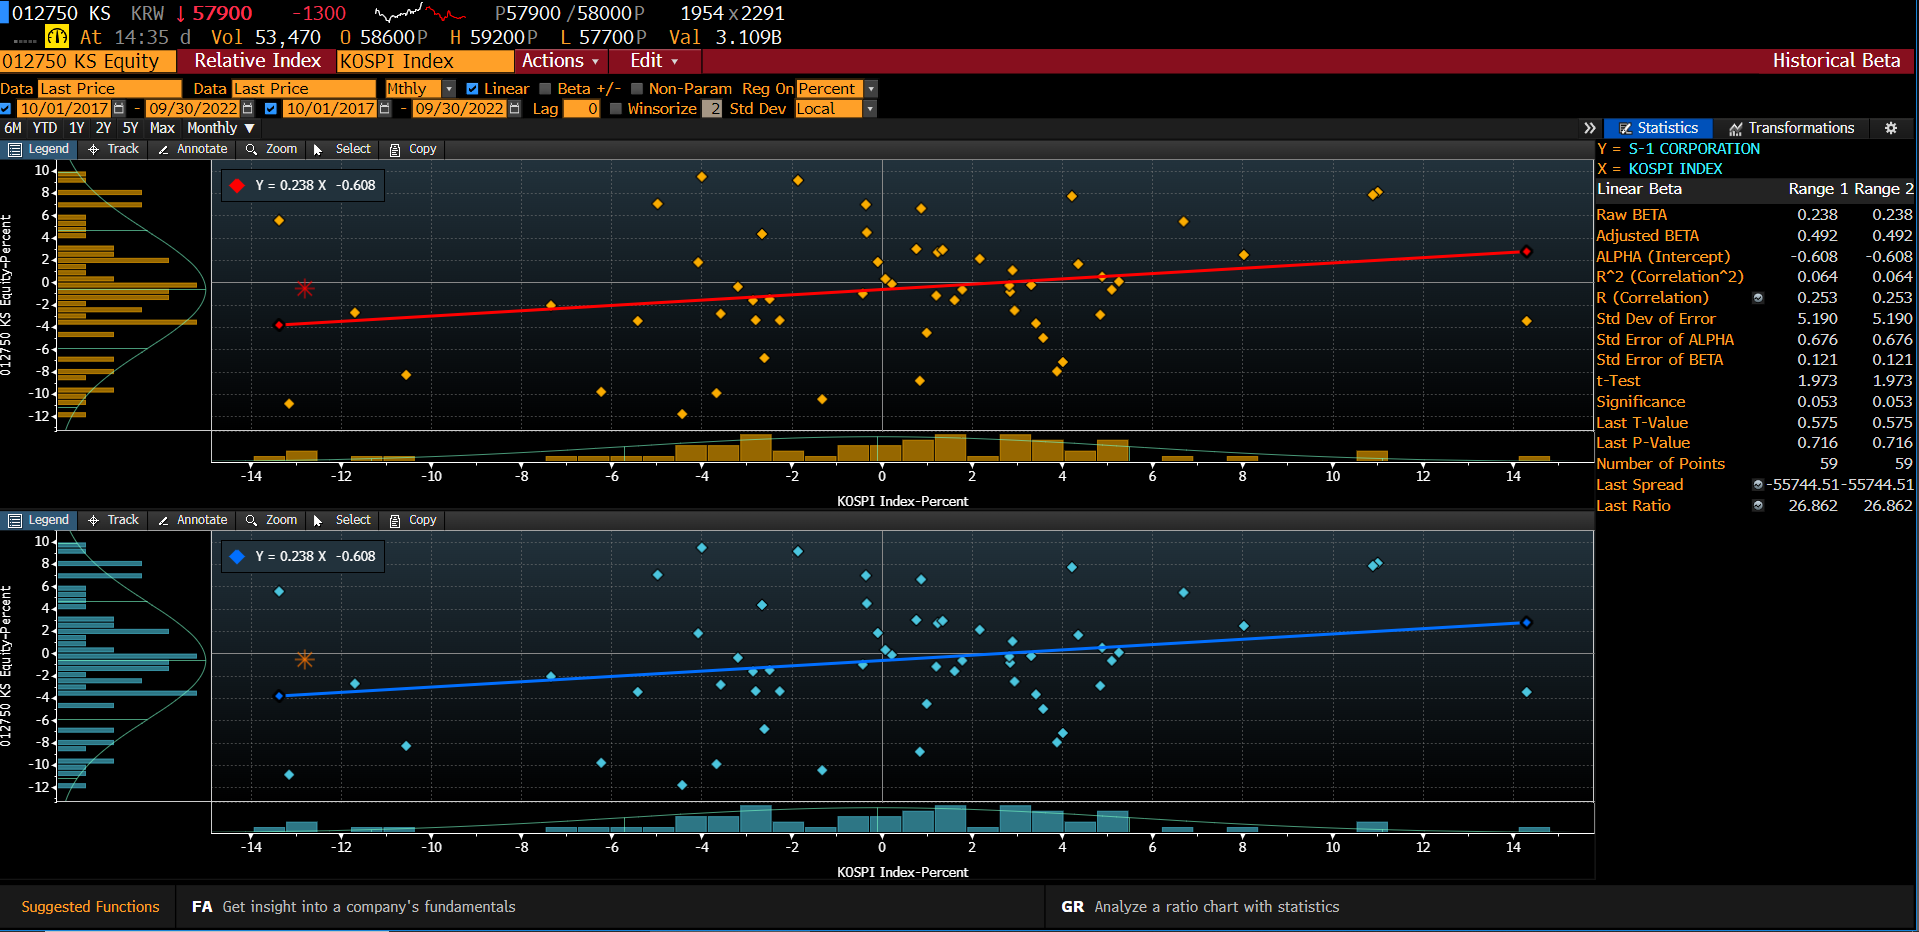 012750 KS KRW ↓ 57900 -1300 P57900 /58000P 1954 x 2291
At 14:35 d Vol 53,470 O 58600P H 59200P L 57700P Val 3.109B
012750 KS Equity Relative Index KOSPI Index Actions Edit Historical Beta
Data Last Price Data Last Price Mthly Linear Beta +/- Non-Param Reg On Percent
10/01/2017 - 09/30/2022 10/01/2017 - 09/30/2022 Lag 0 Winsorize 2 Std Dev Local
6M YTD 1Y 2Y 5Y Max Monthly ▼ » Statistics Transformations
Legend Track Annotate Zoom Select Copy
Y = 0.238 X -0.608
012750 KS Equity-Percent
10
8
6
4
2
0
-2
-4
-6
-8
-10
-12
-14 -12 -10 -8 -6 -4 -2 0 2 4 6 8 10 12 14
KOSPI Index-Percent
Legend Track Annotate Zoom Select Copy
Y = 0.238 X -0.608
012750 KS Equity-Percent
10
8
6
4
2
0
-2
-4
-6
-8
-10
-12
-14 -12 -10 -8 -6 -4 -2 0 2 4 6 8 10 12 14
KOSPI Index-Percent
Y = S-1 CORPORATION
X = KOSPI INDEX
Linear Beta Range 1 Range 2
Raw BETA 0.238 0.238
Adjusted BETA 0.492 0.492
ALPHA (Intercept) -0.608 -0.608
R^2 (Correlation^2) 0.064 0.064
R (Correlation) 0.253 0.253
Std Dev of Error 5.190 5.190
Std Error of ALPHA 0.676 0.676
Std Error of BETA 0.121 0.121
t-Test 1.973 1.973
Significance 0.053 0.053
Last T-Value 0.575 0.575
Last P-Value 0.716 0.716
Number of Points 59 59
Last Spread -55744.51 -55744.51
Last Ratio 26.862 26.862
Suggested Functions FA Get insight into a company's fundamentals GR Analyze a ratio chart with statistics